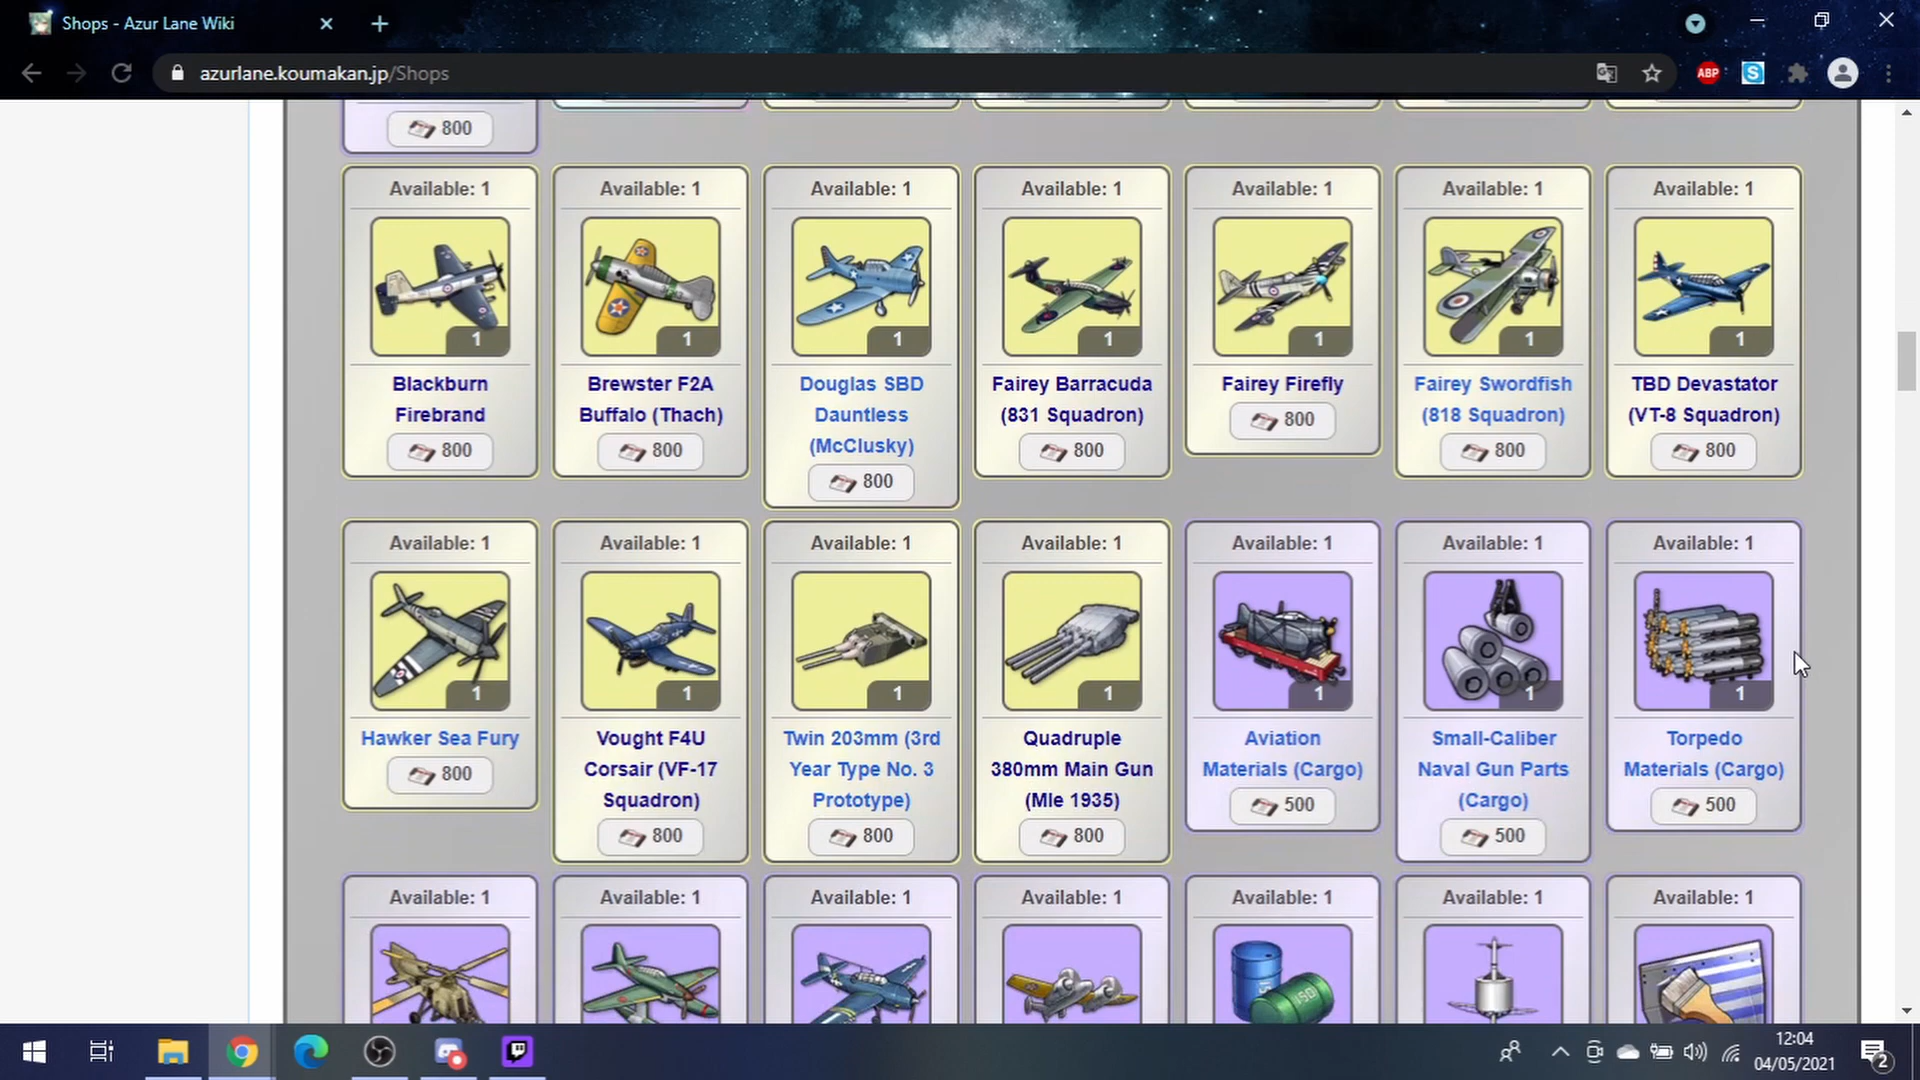 Shops - Azur Lane Wiki
azurlane.koumakan.jp/Shops
ABP
S
800
Available: 1 Available: 1 Available: 1 Available: 1 Available: 1 Available: 1 Available: 1
1 1 1 1 1 1 1
Blackburn Brewster F2A Douglas SBD Fairey Barracuda Fairey Firefly Fairey Swordfish TBD Devastator
Firebrand Buffalo (Thach) Dauntless (831 Squadron) 800 (818 Squadron) (VT-8 Squadron)
800 800 (McClusky) 800 800 800
800
Available: 1 Available: 1 Available: 1 Available: 1 Available: 1 Available: 1 Available: 1
1 1 1 1 1 1 1
Hawker Sea Fury Vought F4U Twin 203mm (3rd Quadruple Aviation Small-Caliber Torpedo
800 Corsair (VF-17 Year Type No. 3 380mm Main Gun Materials (Cargo) Naval Gun Parts Materials (Cargo)
Squadron) Prototype) (Mle 1935) 500 (Cargo) 500
800 800 800 500
Available: 1 Available: 1 Available: 1 Available: 1 Available: 1 Available: 1 Available: 1
12:04
04/05/2021
2